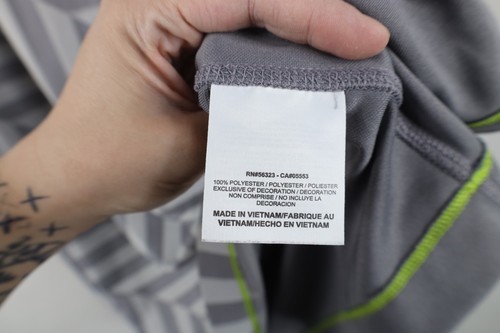 RN#56323 - CA#05553
100% POLYESTER / POLYESTER / POLIESTER
EXCLUSIVE OF DECORATION / DECORATION
NON COMPRISE / NO INCLUYE LA
DECORACION
MADE IN VIETNAM/FABRIQUE AU
VIETNAM/HECHO EN VIETNAM